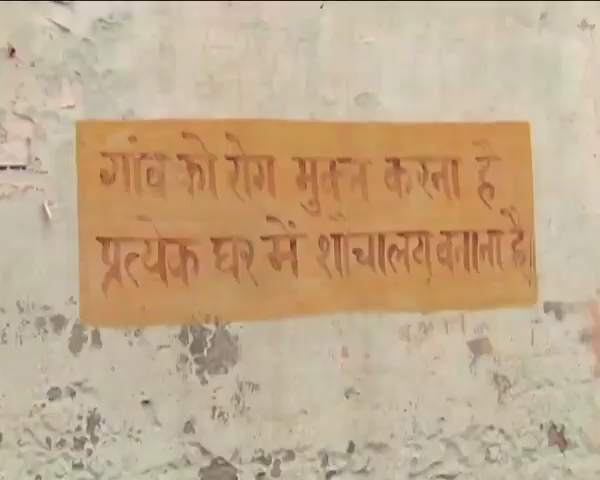 गांव को रोग मुक्त करना है
प्रत्येक घर में शौचालय बनाना है॥